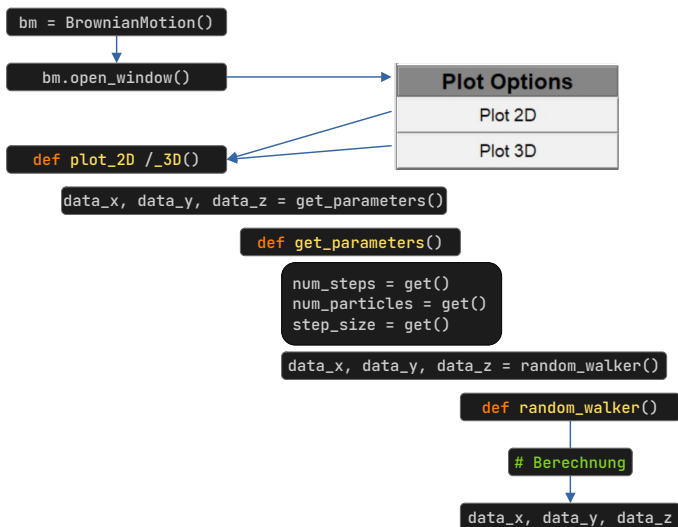 bm = BrownianMotion()
bm.open_window()
Plot Options
Plot 2D
Plot 3D
def plot_2D /_3D()
data_x, data_y, data_z = get_parameters()
def get_parameters()
num_steps = get()
num_particles = get()
step_size = get()
data_x, data_y, data_z = random_walker()
def random_walker()
# Berechnung
data_x, data_y, data_z